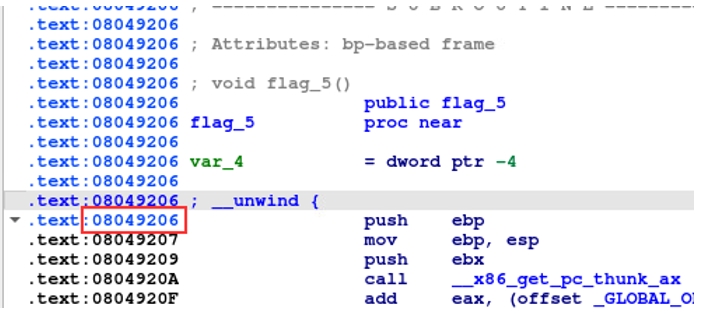 .text:08049206 ; --------------- S U B R O U T I N E ---------
.text:08049206
.text:08049206 ; Attributes: bp-based frame
.text:08049206
.text:08049206 ; void flag_5()
.text:08049206 public flag_5
.text:08049206 flag_5 proc near
.text:08049206
.text:08049206 var_4 = dword ptr -4
.text:08049206
.text:08049206 ; __unwind {
.text:08049206 push ebp
.text:08049207 mov ebp, esp
.text:08049209 push ebx
.text:0804920A call __x86_get_pc_thunk_ax
.text:0804920F add eax, (offset _GLOBAL_O